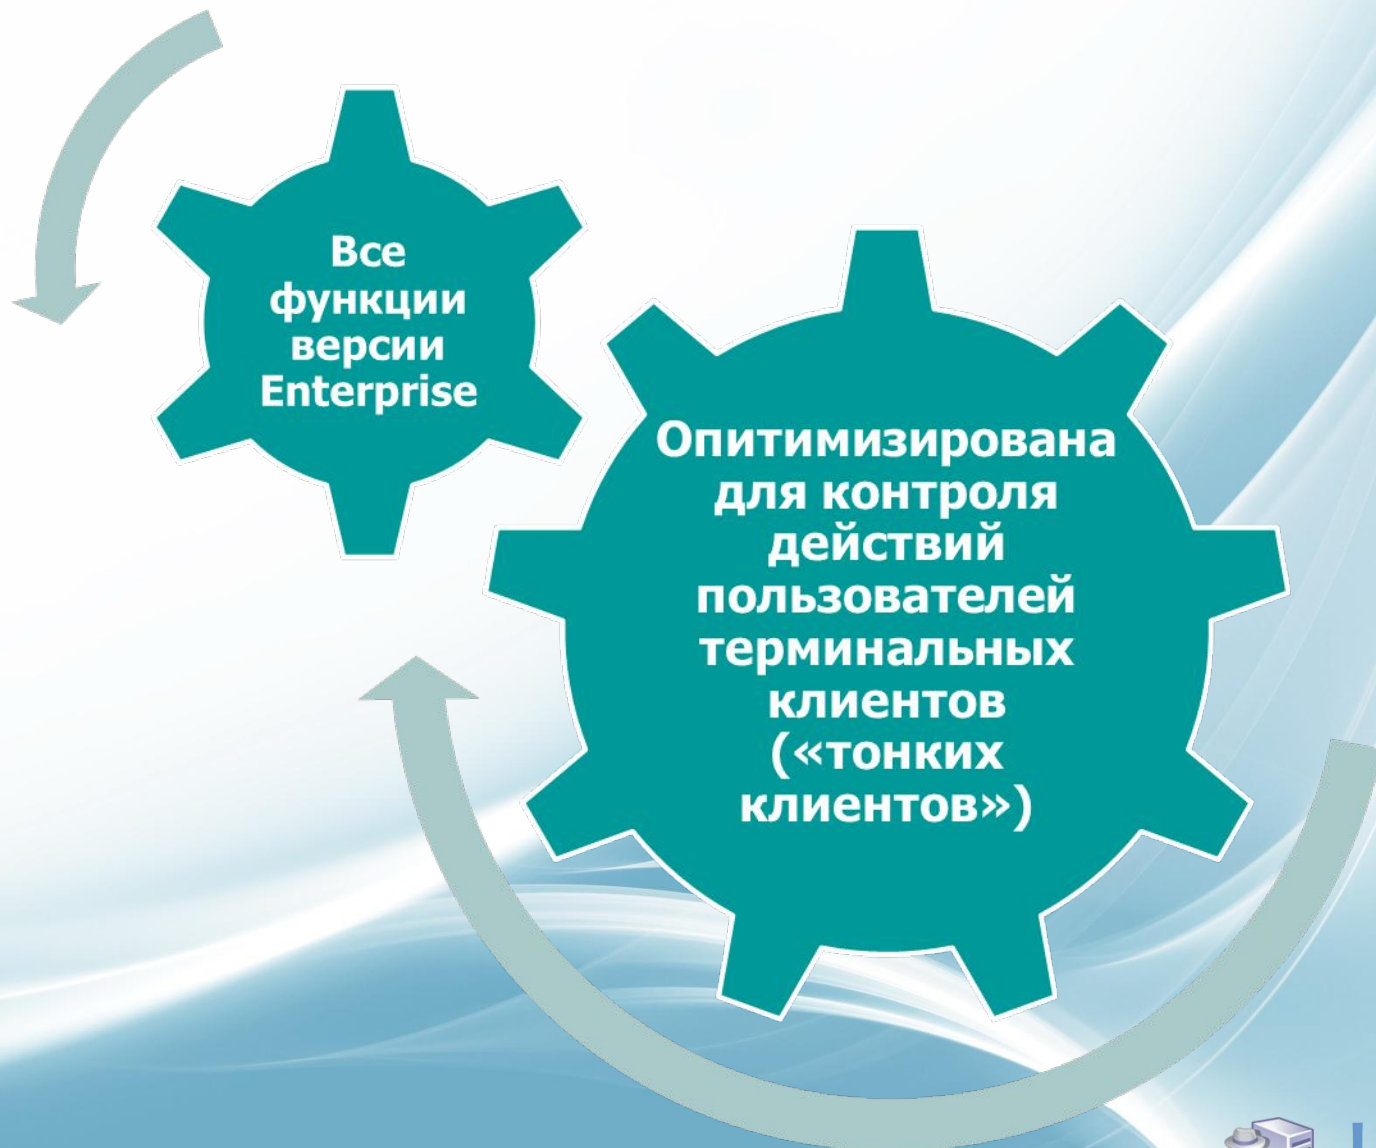 Все
функции
версии
Enterprise
Опитимизирована
для контроля
действий
пользователей
терминальных
клиентов
(«тонких
клиентов»)